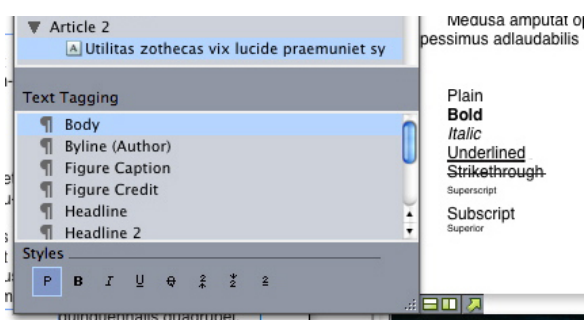 Article 2
Utilitas zothecas vix lucide praemuniet sy
Text Tagging
Body
Byline (Author)
Figure Caption
Figure Credit
Headline
Headline 2
Styles
P B I U
Medusa amputat op
pessimus adlaudabilis
Plain
Bold
Italic
Underlined
Strikethrough
Superscript
Subscript
Superior